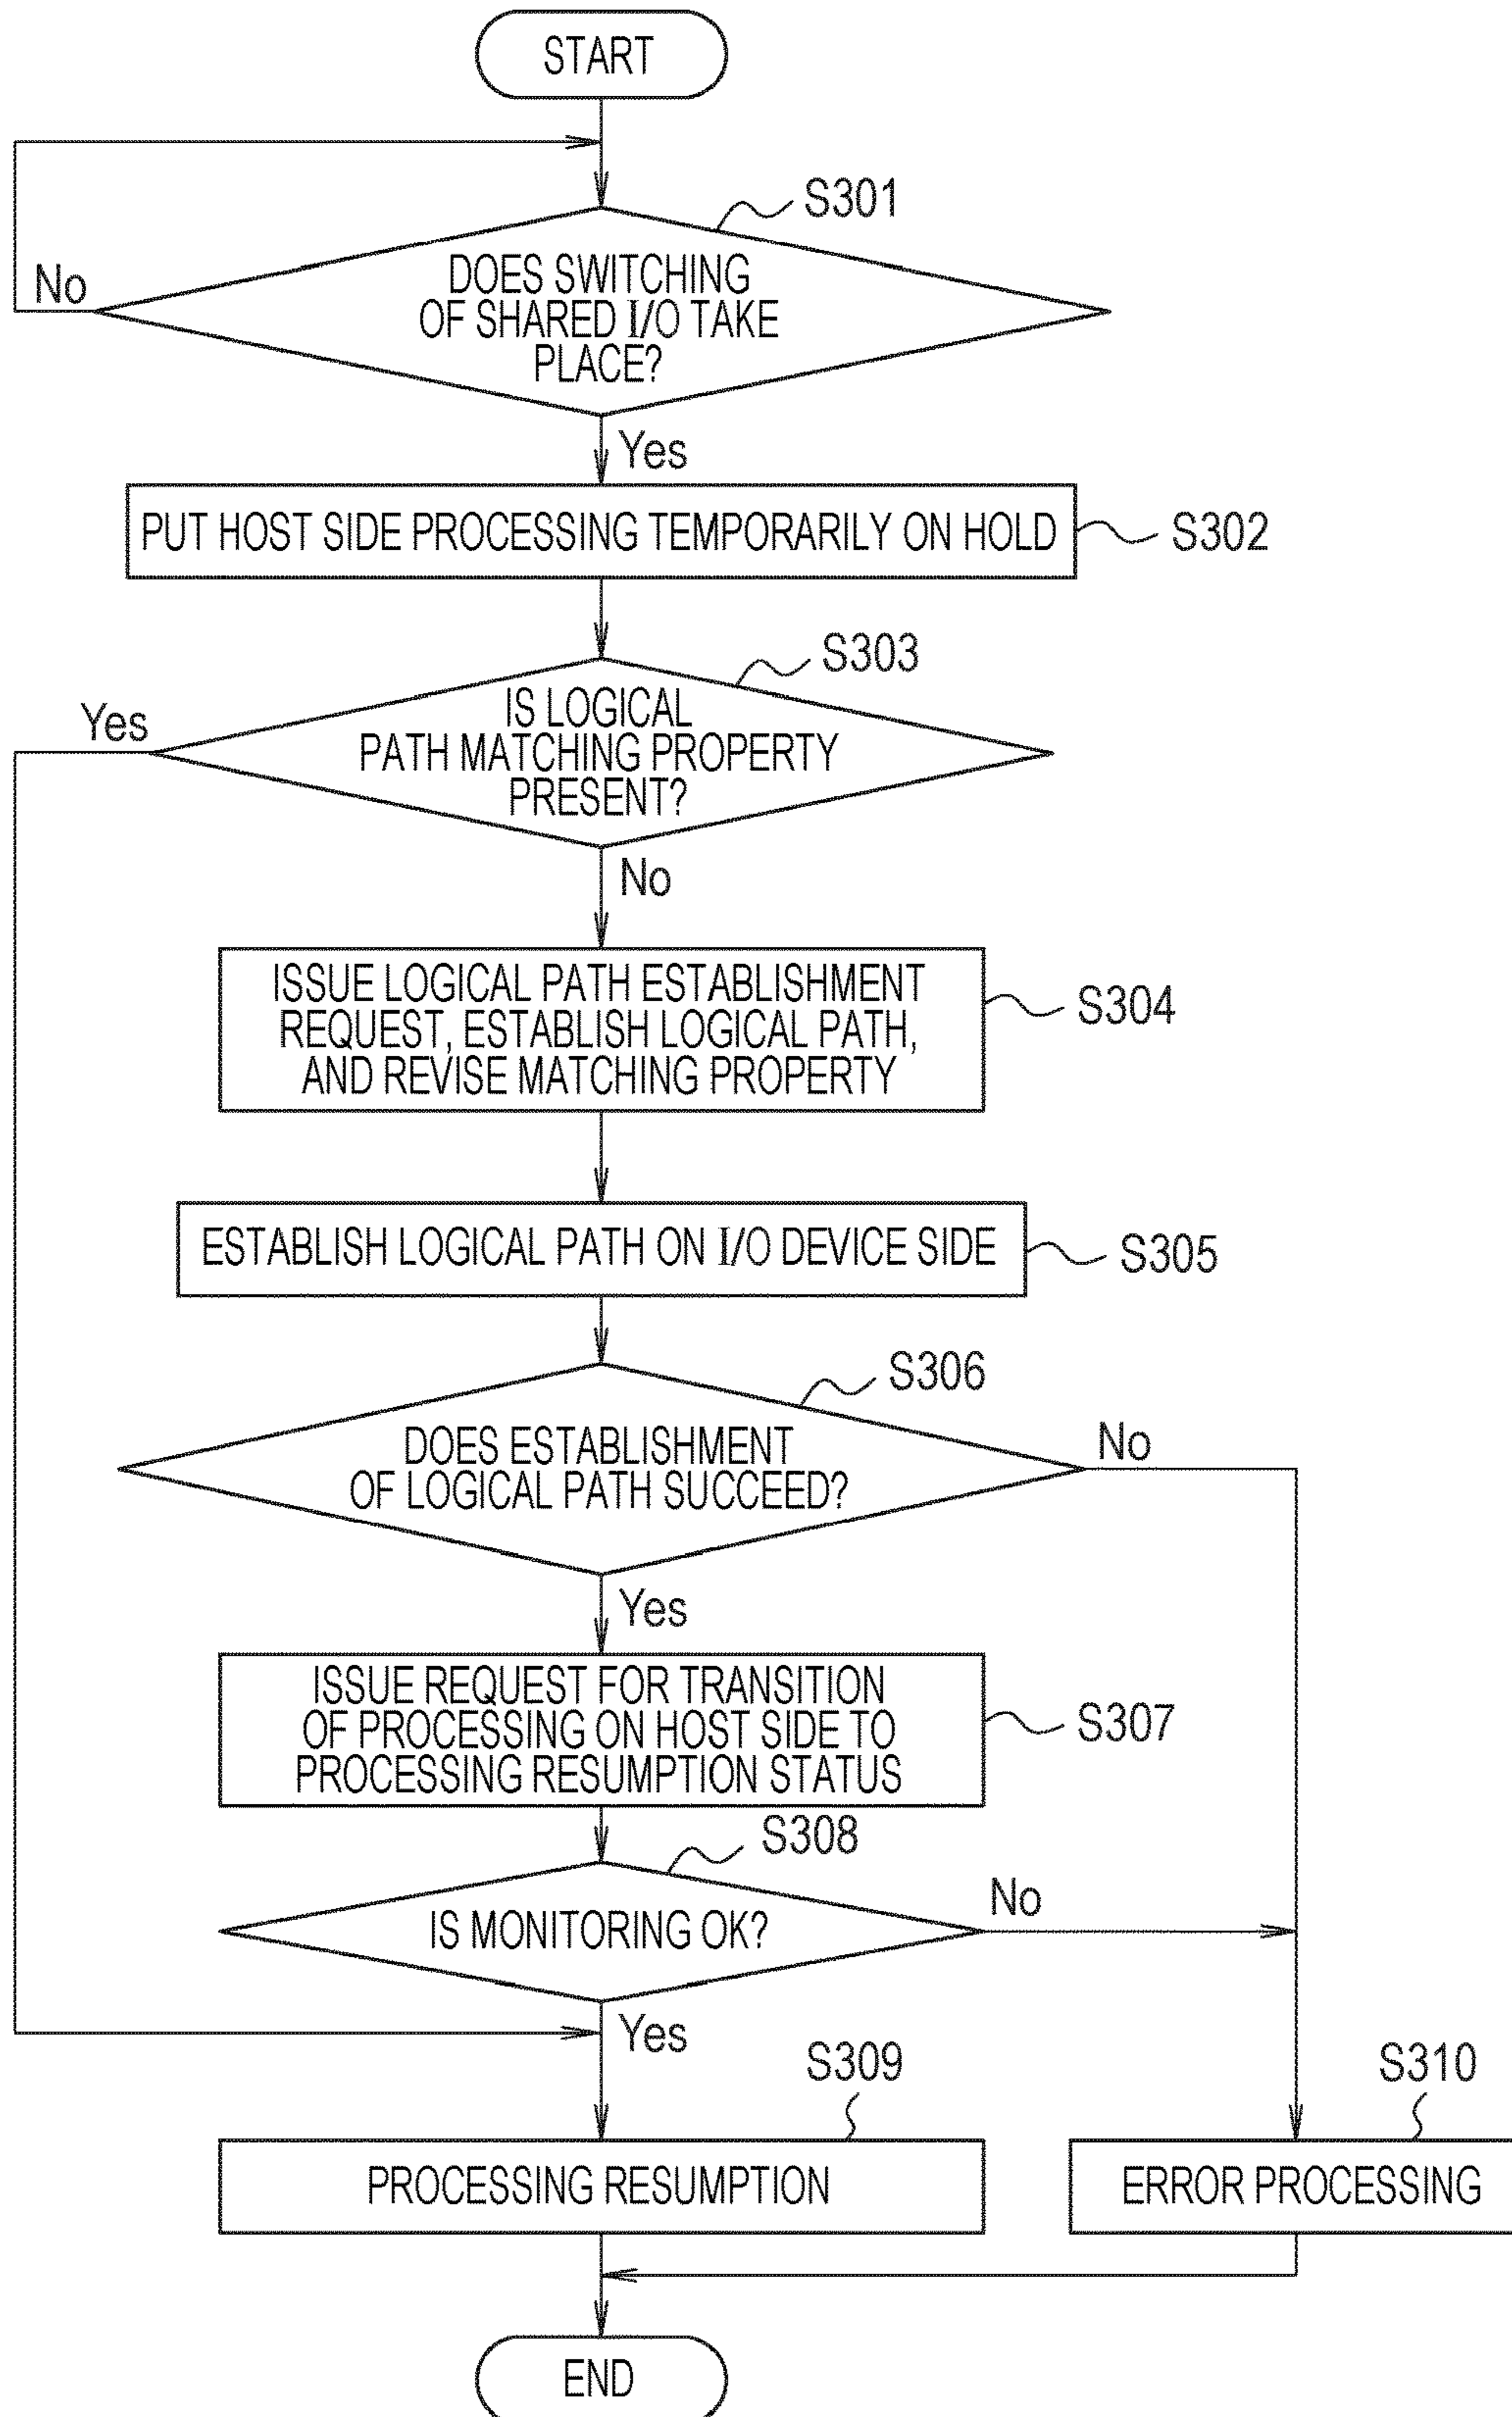 START
S301
No
DOES SWITCHING
OF SHARED I/O TAKE
PLACE?
Yes
PUT HOST SIDE PROCESSING TEMPORARILY ON HOLD
S302
S303
Yes
IS LOGICAL
PATH MATCHING PROPERTY
PRESENT?
No
ISSUE LOGICAL PATH ESTABLISHMENT
REQUEST, ESTABLISH LOGICAL PATH,
AND REVISE MATCHING PROPERTY
S304
ESTABLISH LOGICAL PATH ON I/O DEVICE SIDE
S305
S306
DOES ESTABLISHMENT
OF LOGICAL PATH SUCCEED?
No
Yes
ISSUE REQUEST FOR TRANSITION
OF PROCESSING ON HOST SIDE TO
PROCESSING RESUMPTION STATUS
S307
S308
IS MONITORING OK?
No
Yes
S309
S310
PROCESSING RESUMPTION
ERROR PROCESSING
END